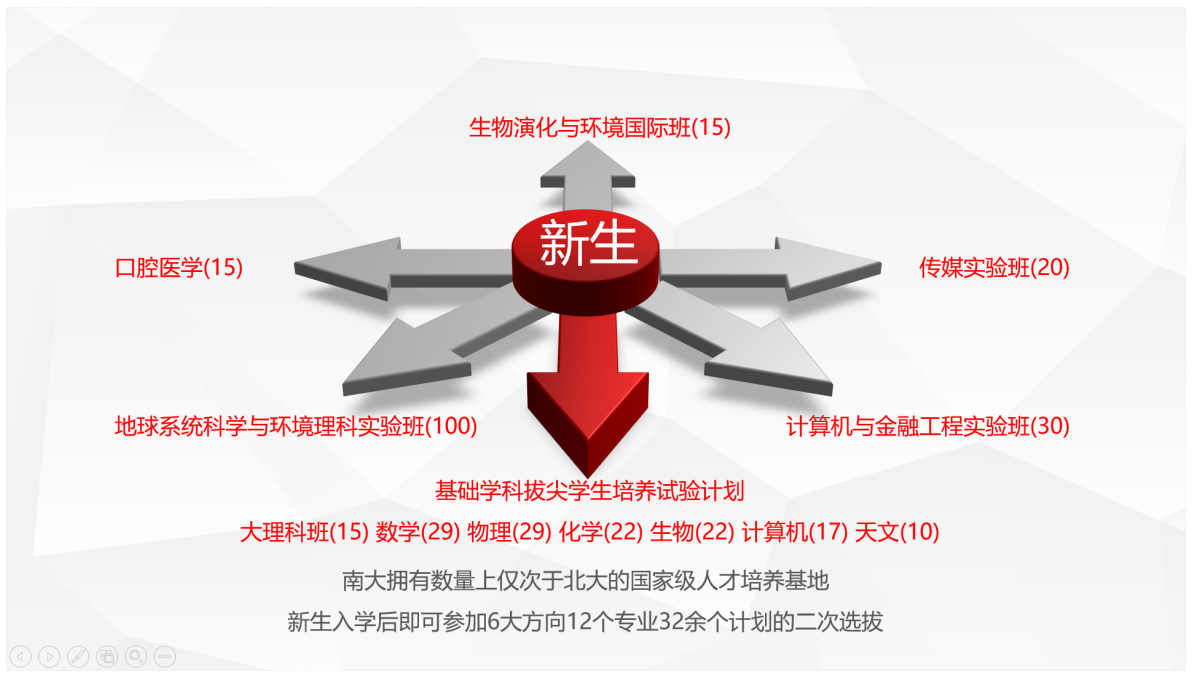 生物演化与环境国际班(15)
新生
口腔医学(15)
传媒实验班(20)
地球系统科学与环境理科实验班(100)
计算机与金融工程实验班(30)
基础学科拔尖学生培养试验计划
大理科班(15) 数学(29) 物理(29) 化学(22) 生物(22) 计算机(17) 天文(10)
南大拥有数量上仅次于北大的国家级人才培养基地
新生入学后即可参加6大方向12个专业32余个计划的二次选拔